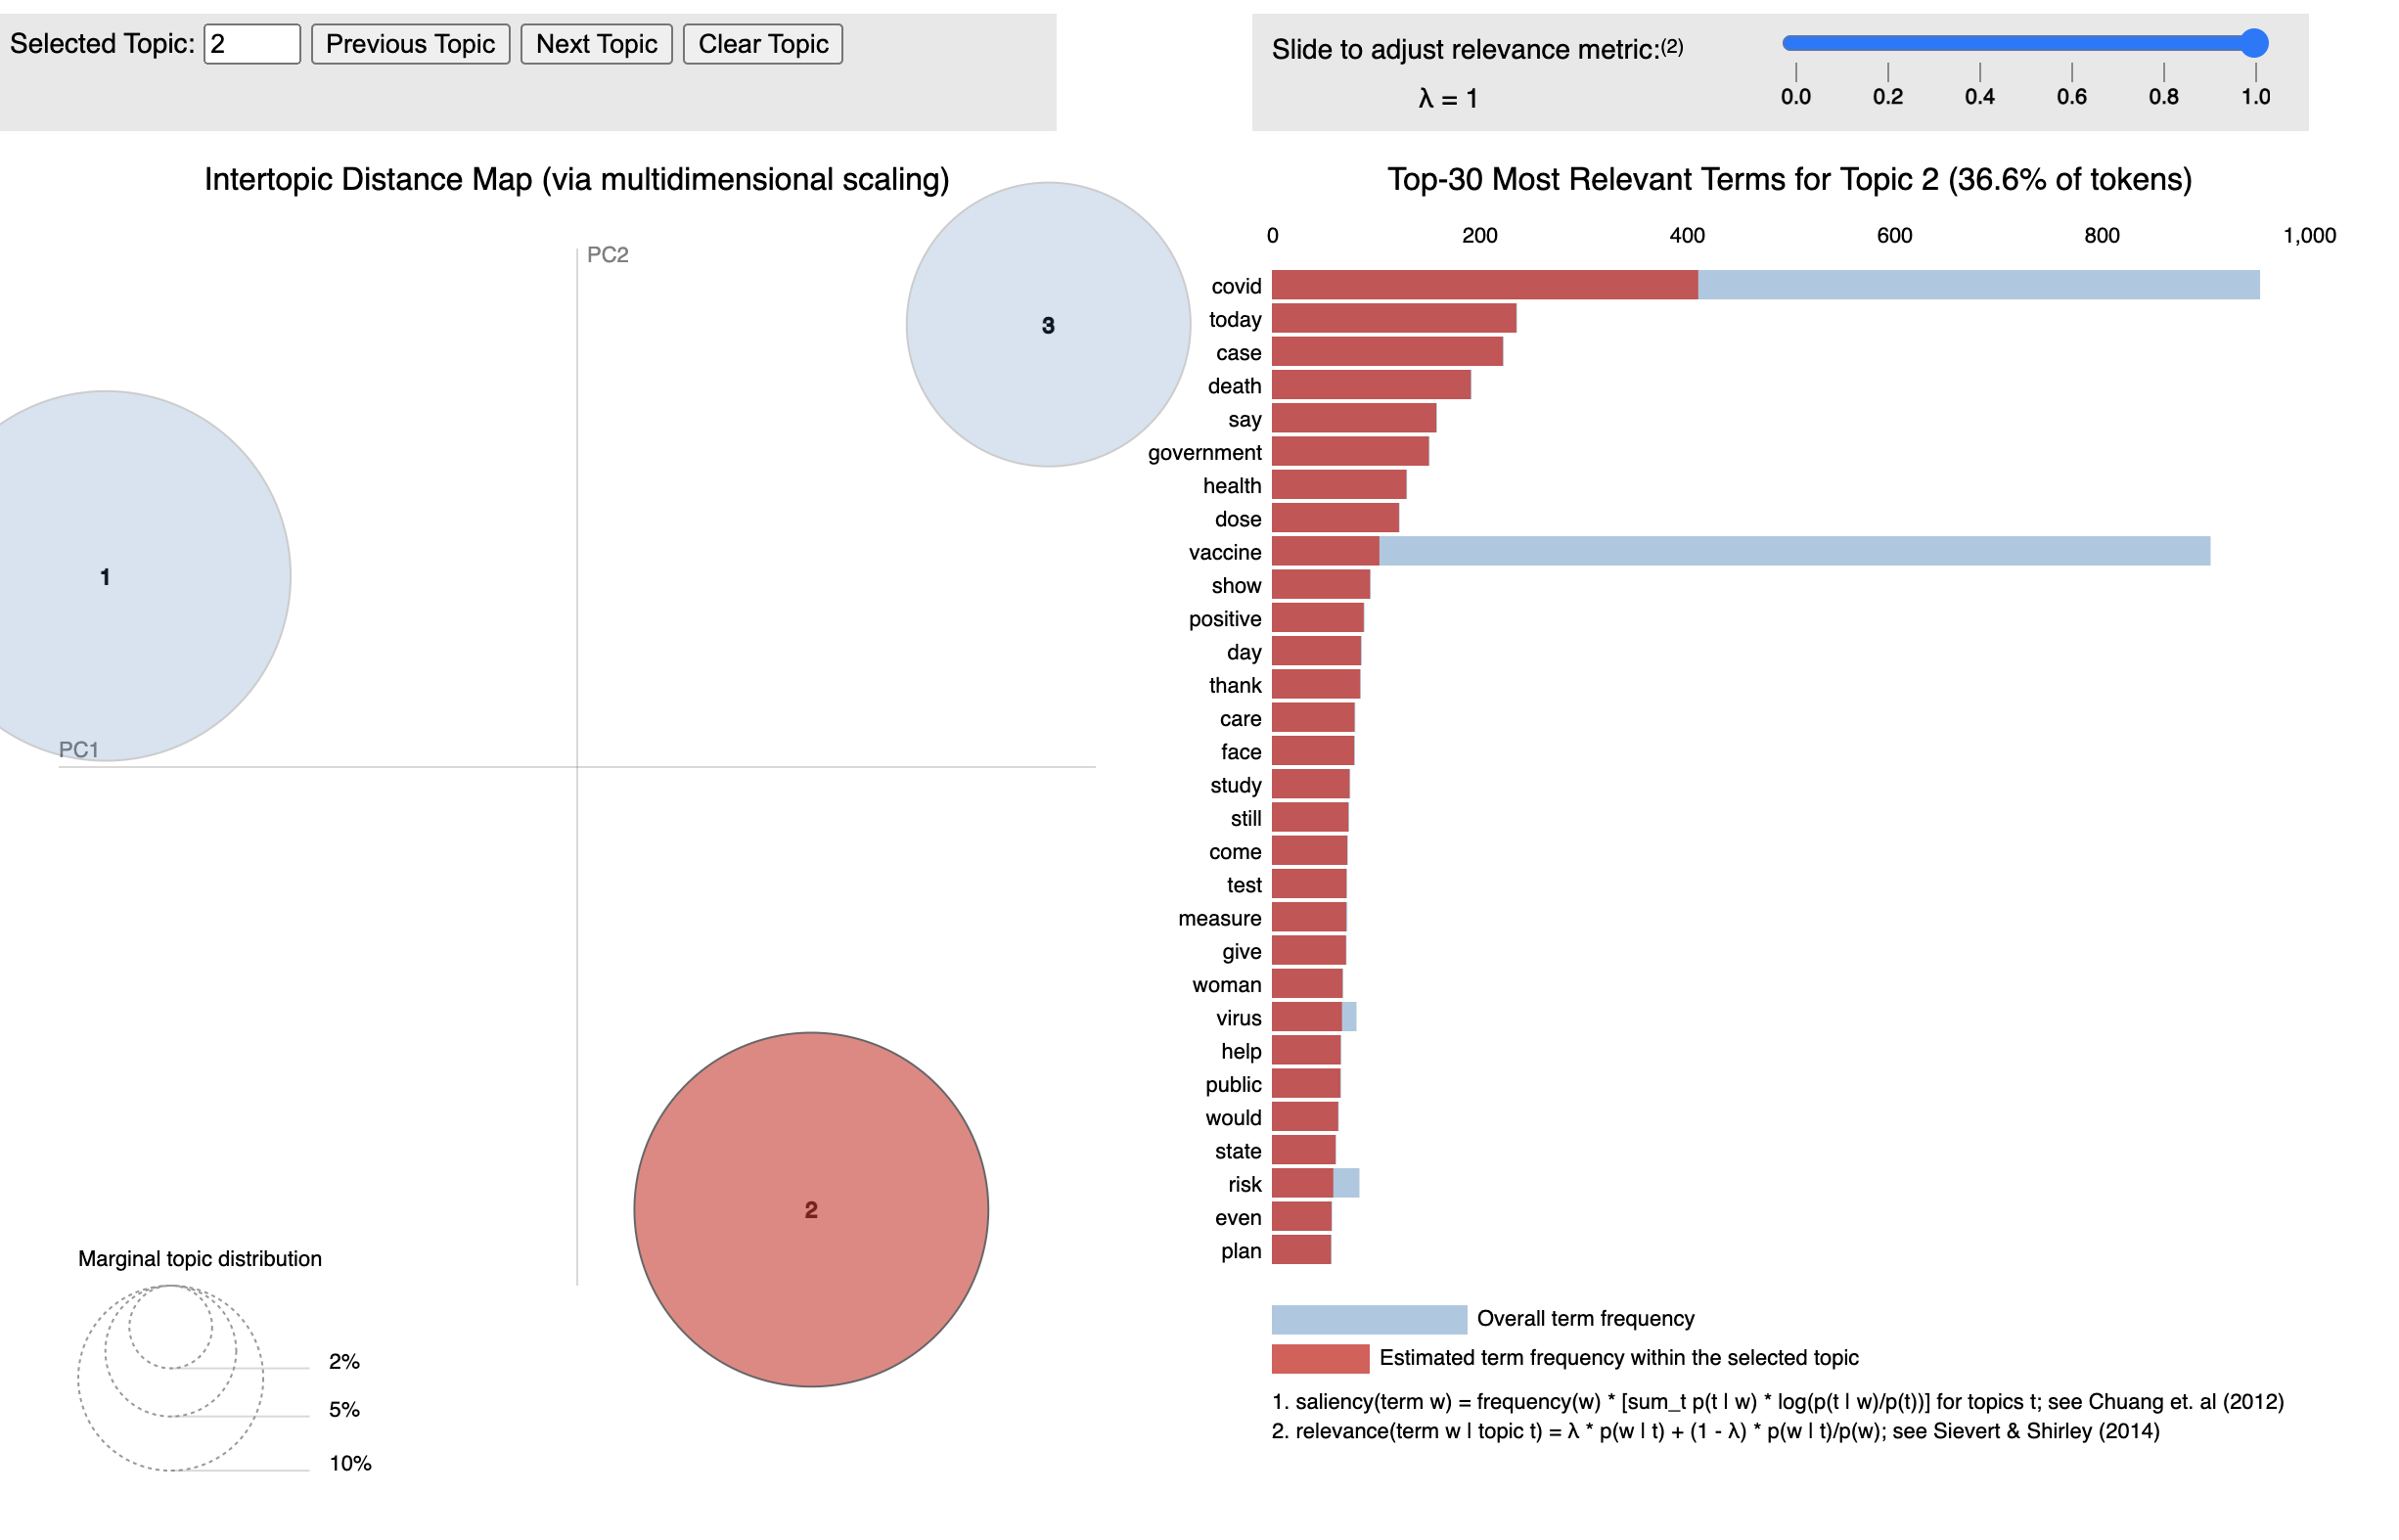 Selected Topic: 2 Previous Topic Next Topic Clear Topic
Slide to adjust relevance metric:(2)
λ = 1
0.0 0.2 0.4 0.6 0.8 1.0
Intertopic Distance Map (via multidimensional scaling)
PC2
3
1
PC1
2
Marginal topic distribution
2%
5%
10%
Top-30 Most Relevant Terms for Topic 2 (36.6% of tokens)
0 200 400 600 800 1,000
covid
today
case
death
say
government
health
dose
vaccine
show
positive
day
thank
care
face
study
still
come
test
measure
give
woman
virus
help
public
would
state
risk
even
plan
Overall term frequency
Estimated term frequency within the selected topic
1. saliency(term w) = frequency(w) * [sum_t p(t | w) * log(p(t | w)/p(t))] for topics t; see Chuang et. al (2012)
2. relevance(term w | topic t) = λ * p(w | t) + (1 - λ) * p(w | t)/p(w); see Sievert & Shirley (2014)